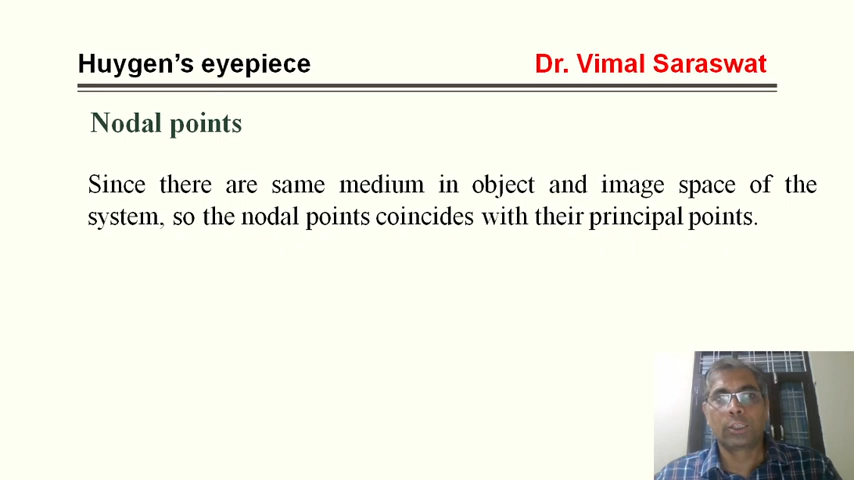 Huygen's eyepiece Dr. Vimal Saraswat
Nodal points
Since there are same medium in object and image space of the
system, so the nodal points coincides with their principal points.